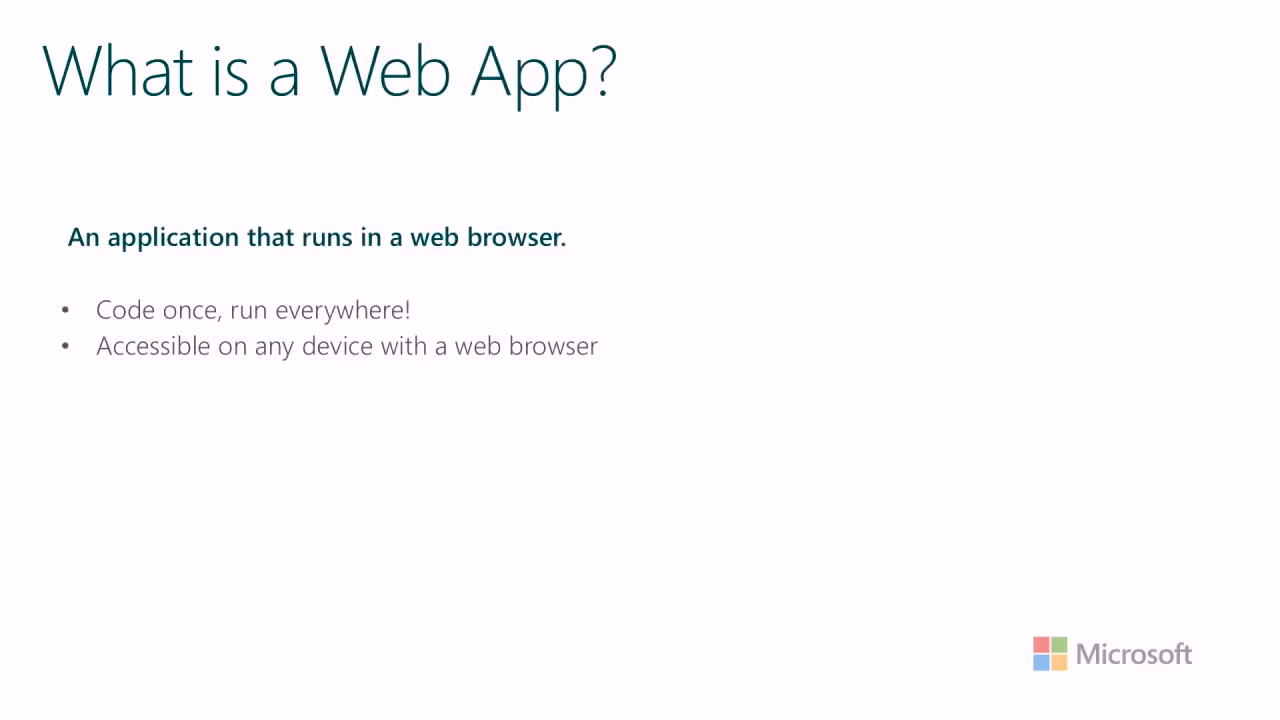 What is a Web App?
An application that runs in a web browser.
• Code once, run everywhere!
• Accessible on any device with a web browser
Microsoft